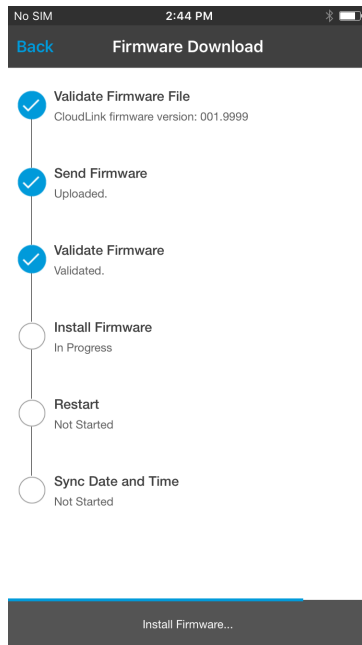 No SIM 2:44 PM
Back Firmware Download
Validate Firmware File
CloudLink firmware version: 001.9999
Send Firmware
Uploaded.
Validate Firmware
Validated.
Install Firmware
In Progress
Restart
Not Started
Sync Date and Time
Not Started
Install Firmware...